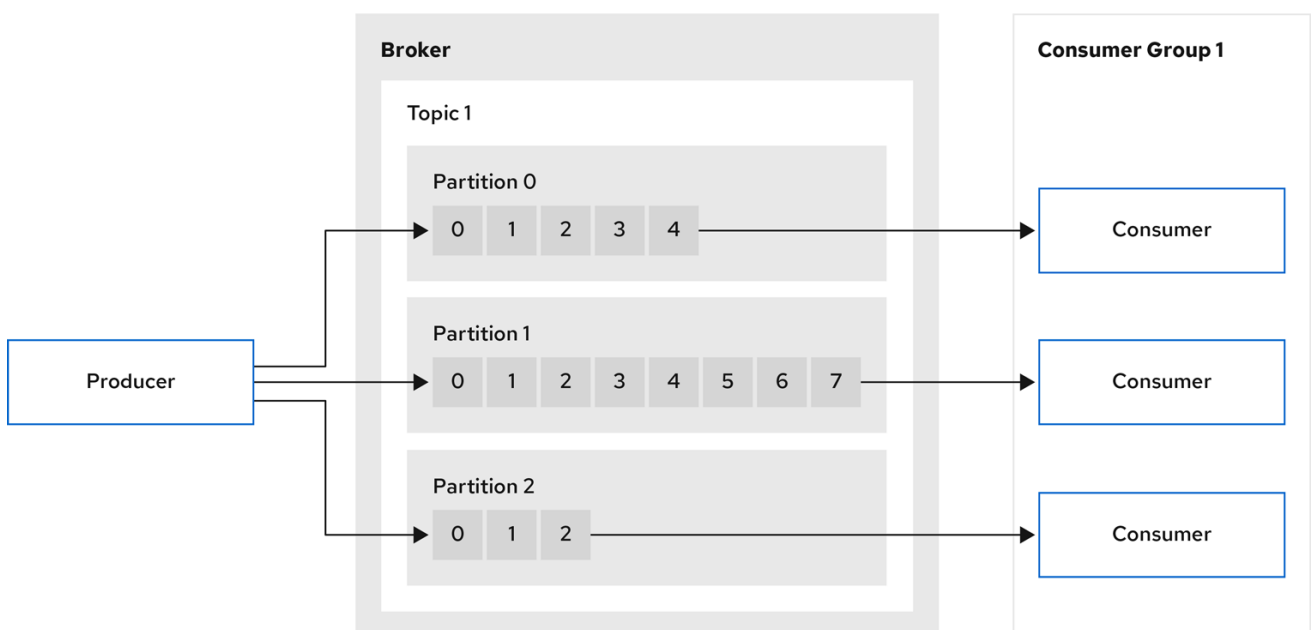 Broker
Consumer Group 1
Topic 1
Partition 0
0 1 2 3 4
Consumer
Partition 1
Producer
0 1 2 3 4 5 6 7
Consumer
Partition 2
0 1 2
Consumer